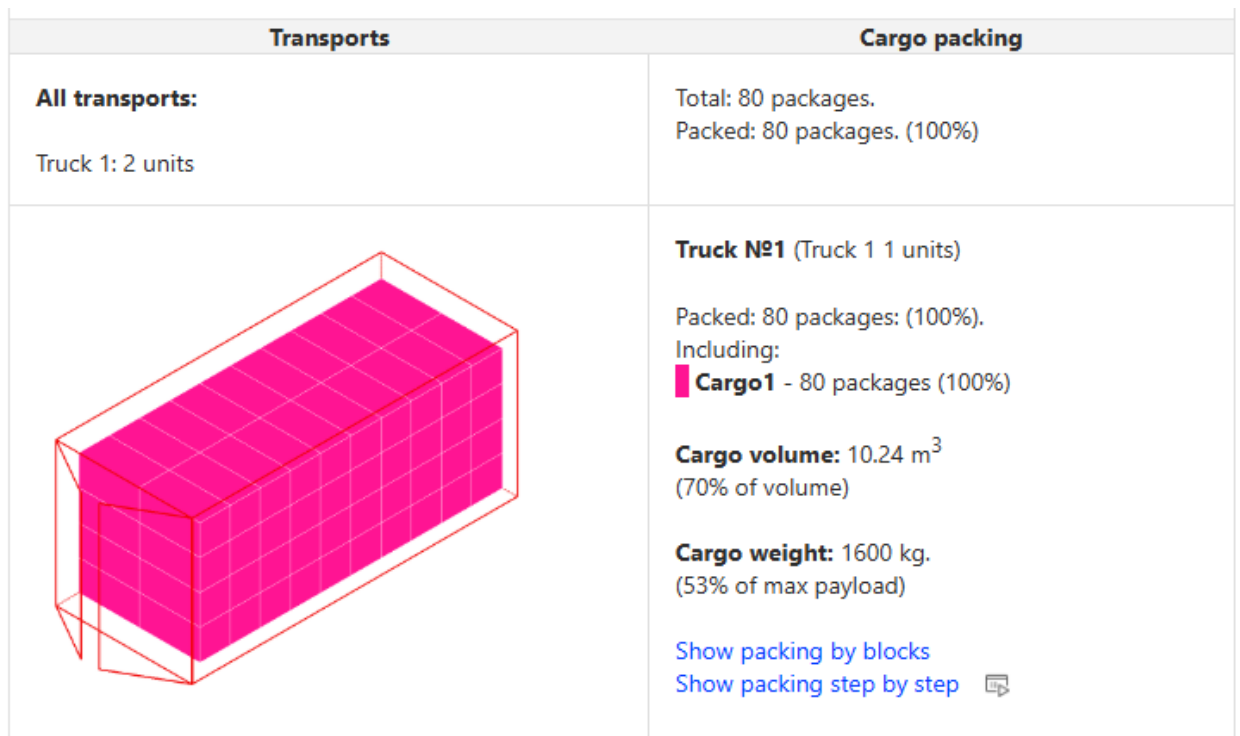 Transports
Cargo packing
All transports:
Truck 1: 2 units
Total: 80 packages.
Packed: 80 packages. (100%)
Truck №1 (Truck 1 1 units)
Packed: 80 packages: (100%).
Including:
Cargo1 - 80 packages (100%)
Cargo volume: 10.24 m³
(70% of volume)
Cargo weight: 1600 kg.
(53% of max payload)
Show packing by blocks
Show packing step by step